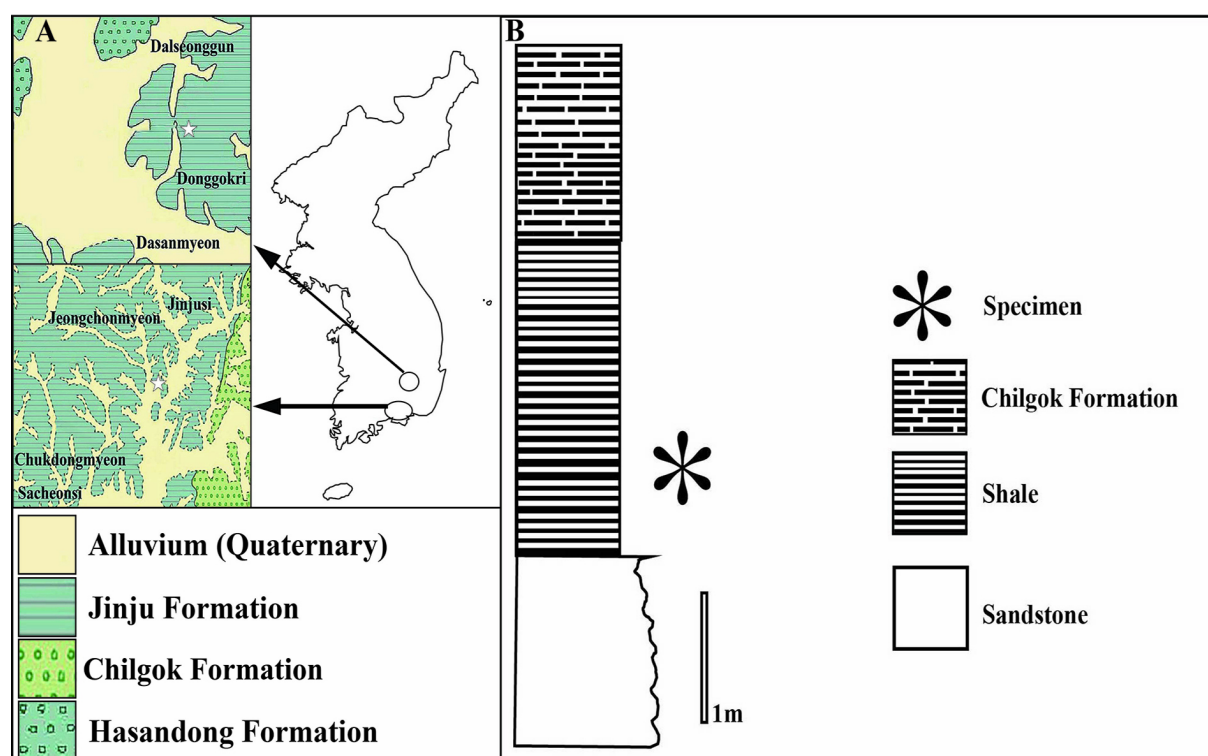 A
Dalseonggun
Donggokri
Dasanmyeon
Jinjusi
Jeongchonmyeon
Chukdongmyeon
Sacheonsi
Alluvium (Quaternary)
Jinju Formation
Chilgok Formation
Hasandong Formation
B
1m
Specimen
Chilgok Formation
Shale
Sandstone